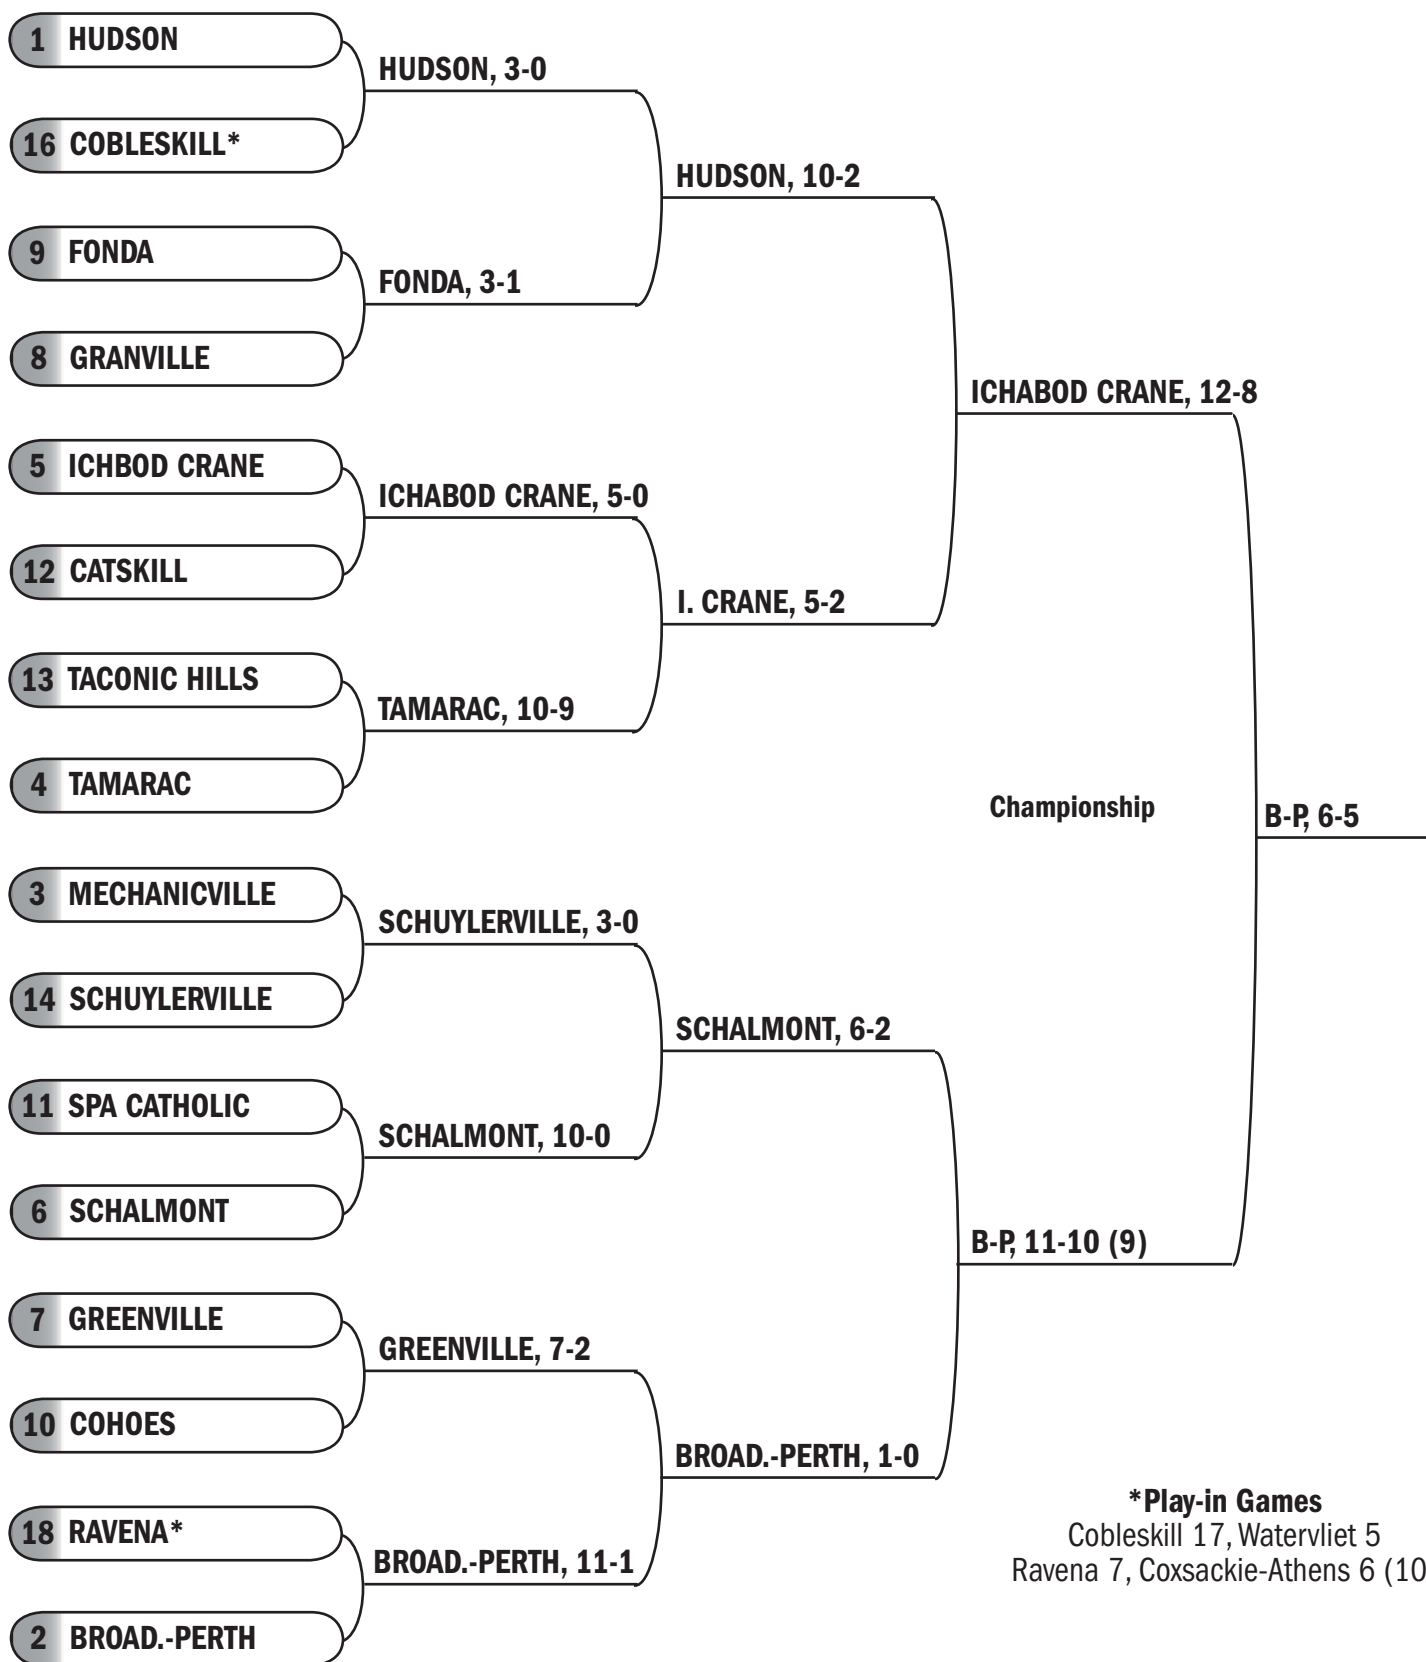 1 HUDSON
HUDSON, 3-0
16 COBLESKILL*
HUDSON, 10-2
9 FONDA
FONDA, 3-1
8 GRANVILLE
ICHABOD CRANE, 12-8
5 ICHBOD CRANE
ICHABOD CRANE, 5-0
12 CATSKILL
I. CRANE, 5-2
13 TACONIC HILLS
TAMARAC, 10-9
4 TAMARAC
Championship
B-P, 6-5
3 MECHANICVILLE
SCHUYLERVILLE, 3-0
14 SCHUYLERVILLE
SCHALMONT, 6-2
11 SPA CATHOLIC
SCHALMONT, 10-0
6 SCHALMONT
B-P, 11-10 (9)
7 GREENVILLE
GREENVILLE, 7-2
10 COHOES
BROAD.-PERTH, 1-0
18 RAVENA*
BROAD.-PERTH, 11-1
2 BROAD.-PERTH
*Play-in Games
Cobleskill 17, Watervliet 5
Ravena 7, Coxsackie-Athens 6 (10